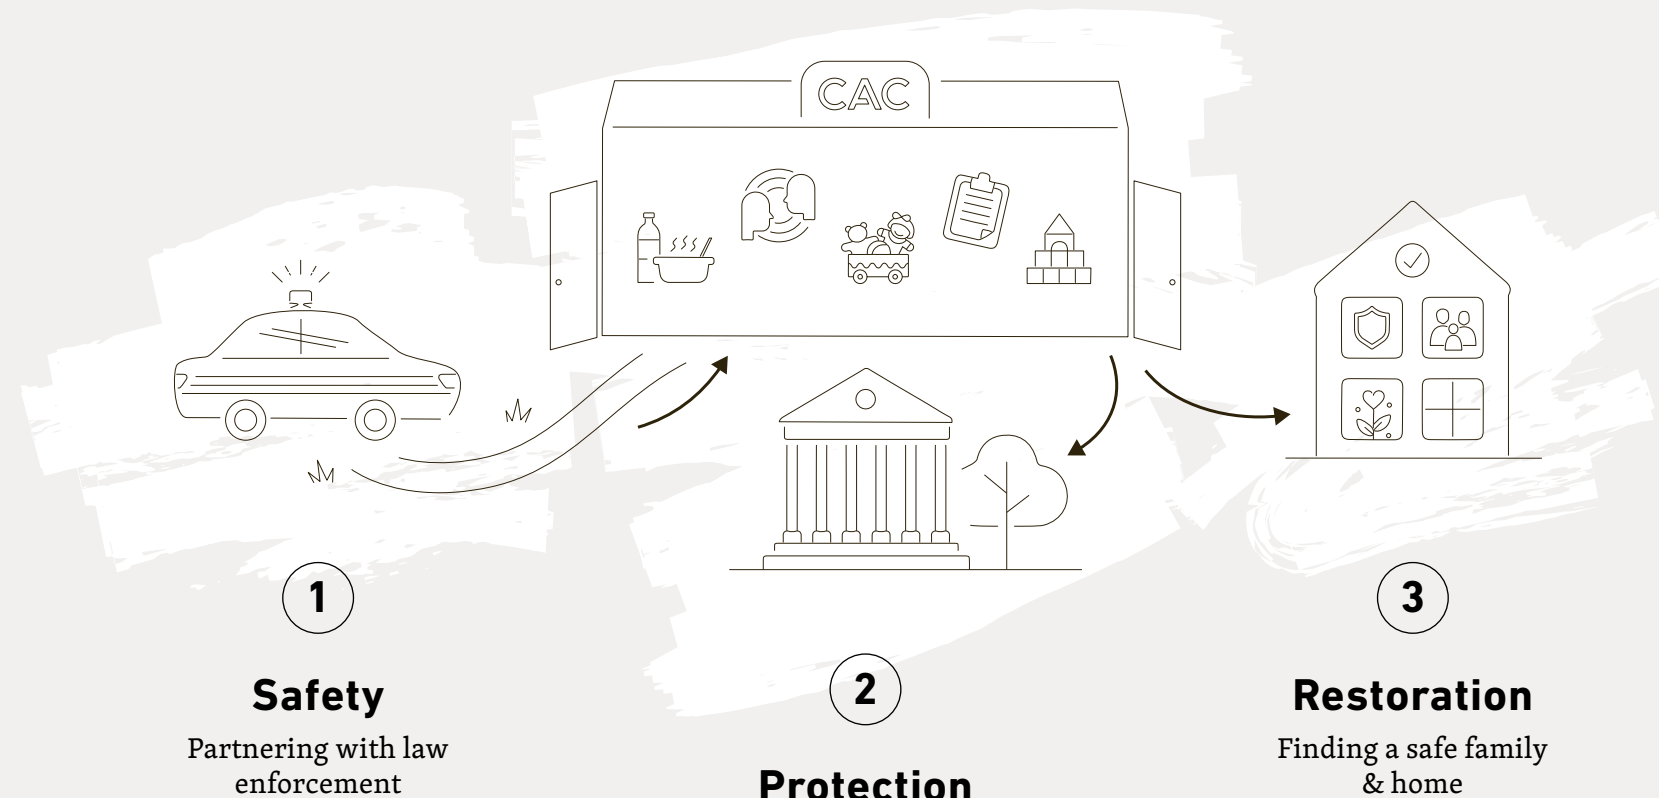 CAC
1
Safety
Partnering with law
enforcement
2
Protection
3
Restoration
Finding a safe family
& home